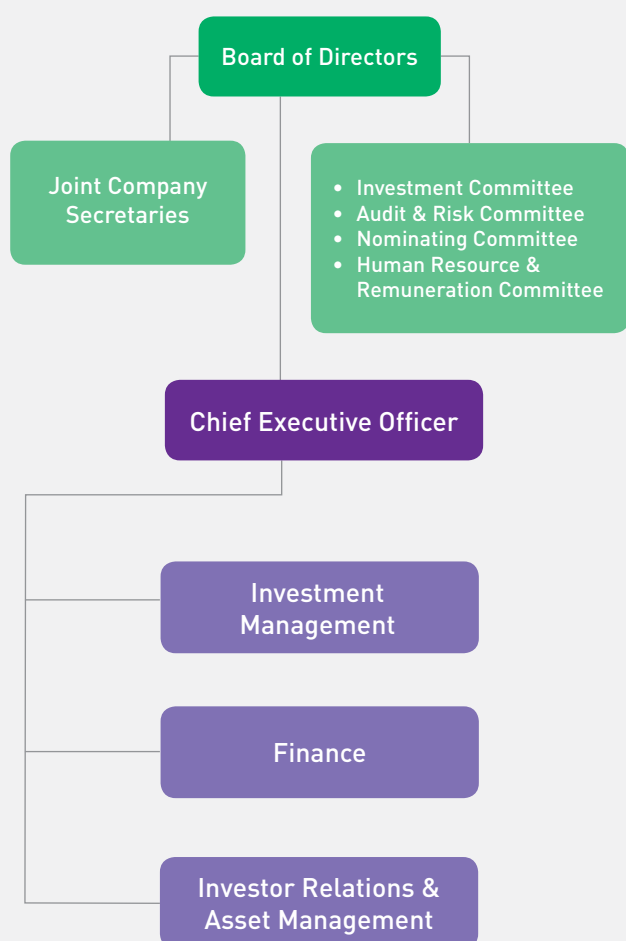 Board of Directors
Joint Company
Secretaries
• Investment Committee
• Audit & Risk Committee
• Nominating Committee
• Human Resource &
Remuneration Committee
Chief Executive Officer
Investment
Management
Finance
Investor Relations &
Asset Management